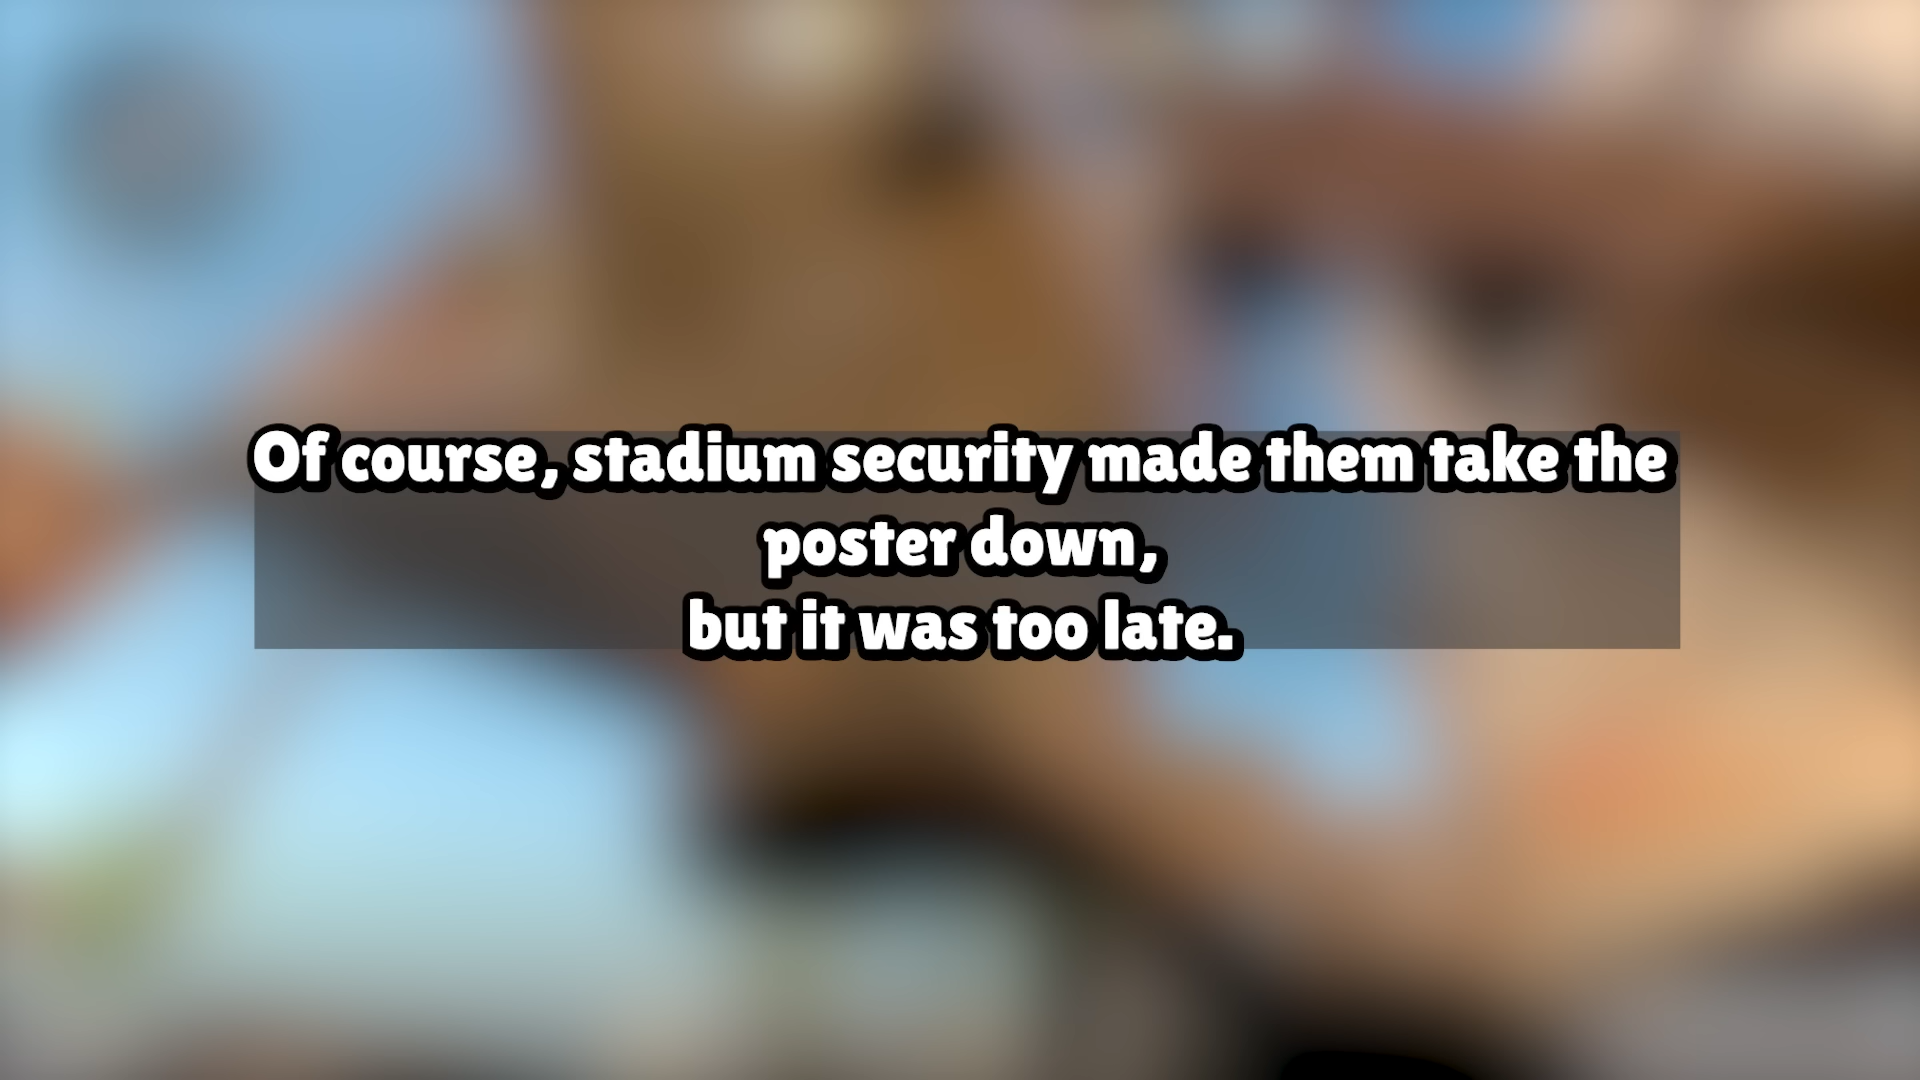 Of course, stadium security made them take the
poster down,
but it was too late.